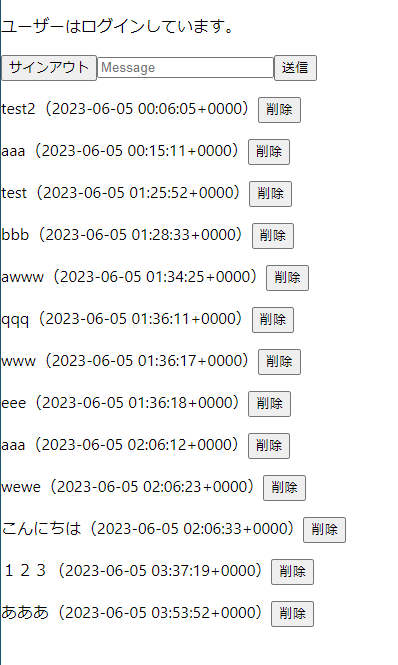 ユーザーはログインしています。
サインアウト Message 送信
test2（2023-06-05 00:06:05+0000） 削除
aaa（2023-06-05 00:15:11+0000） 削除
test（2023-06-05 01:25:52+0000） 削除
bbb（2023-06-05 01:28:33+0000） 削除
awww（2023-06-05 01:34:25+0000） 削除
qqq（2023-06-05 01:36:11+0000） 削除
www（2023-06-05 01:36:17+0000） 削除
eee（2023-06-05 01:36:18+0000） 削除
aaa（2023-06-05 02:06:12+0000） 削除
wewe（2023-06-05 02:06:23+0000） 削除
こんにちは（2023-06-05 02:06:33+0000） 削除
１２３（2023-06-05 03:37:19+0000） 削除
あああ（2023-06-05 03:53:52+0000） 削除